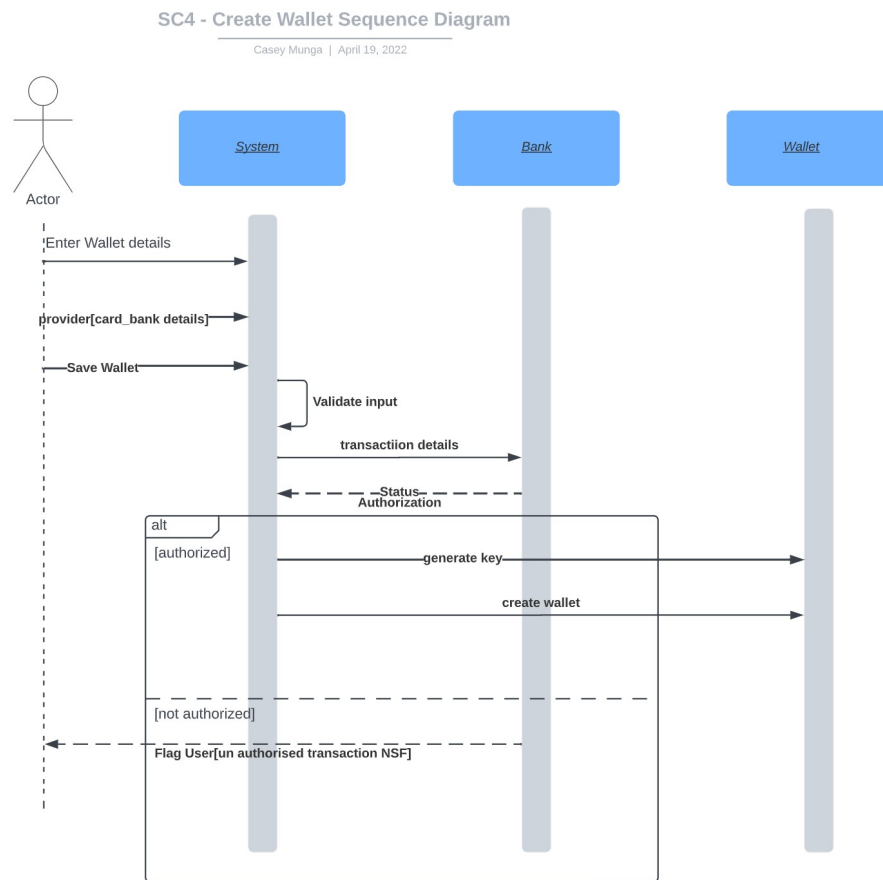 SC4 - Create Wallet Sequence Diagram
Casey Munga | April 19, 2022
System
Bank
Wallet
Actor
Enter Wallet details
provider[card_bank details]
Save Wallet
Validate input
transactiion details
Status
Authorization
alt
[authorized]
generate key
create wallet
[not authorized]
Flag User[un authorised transaction NSF]